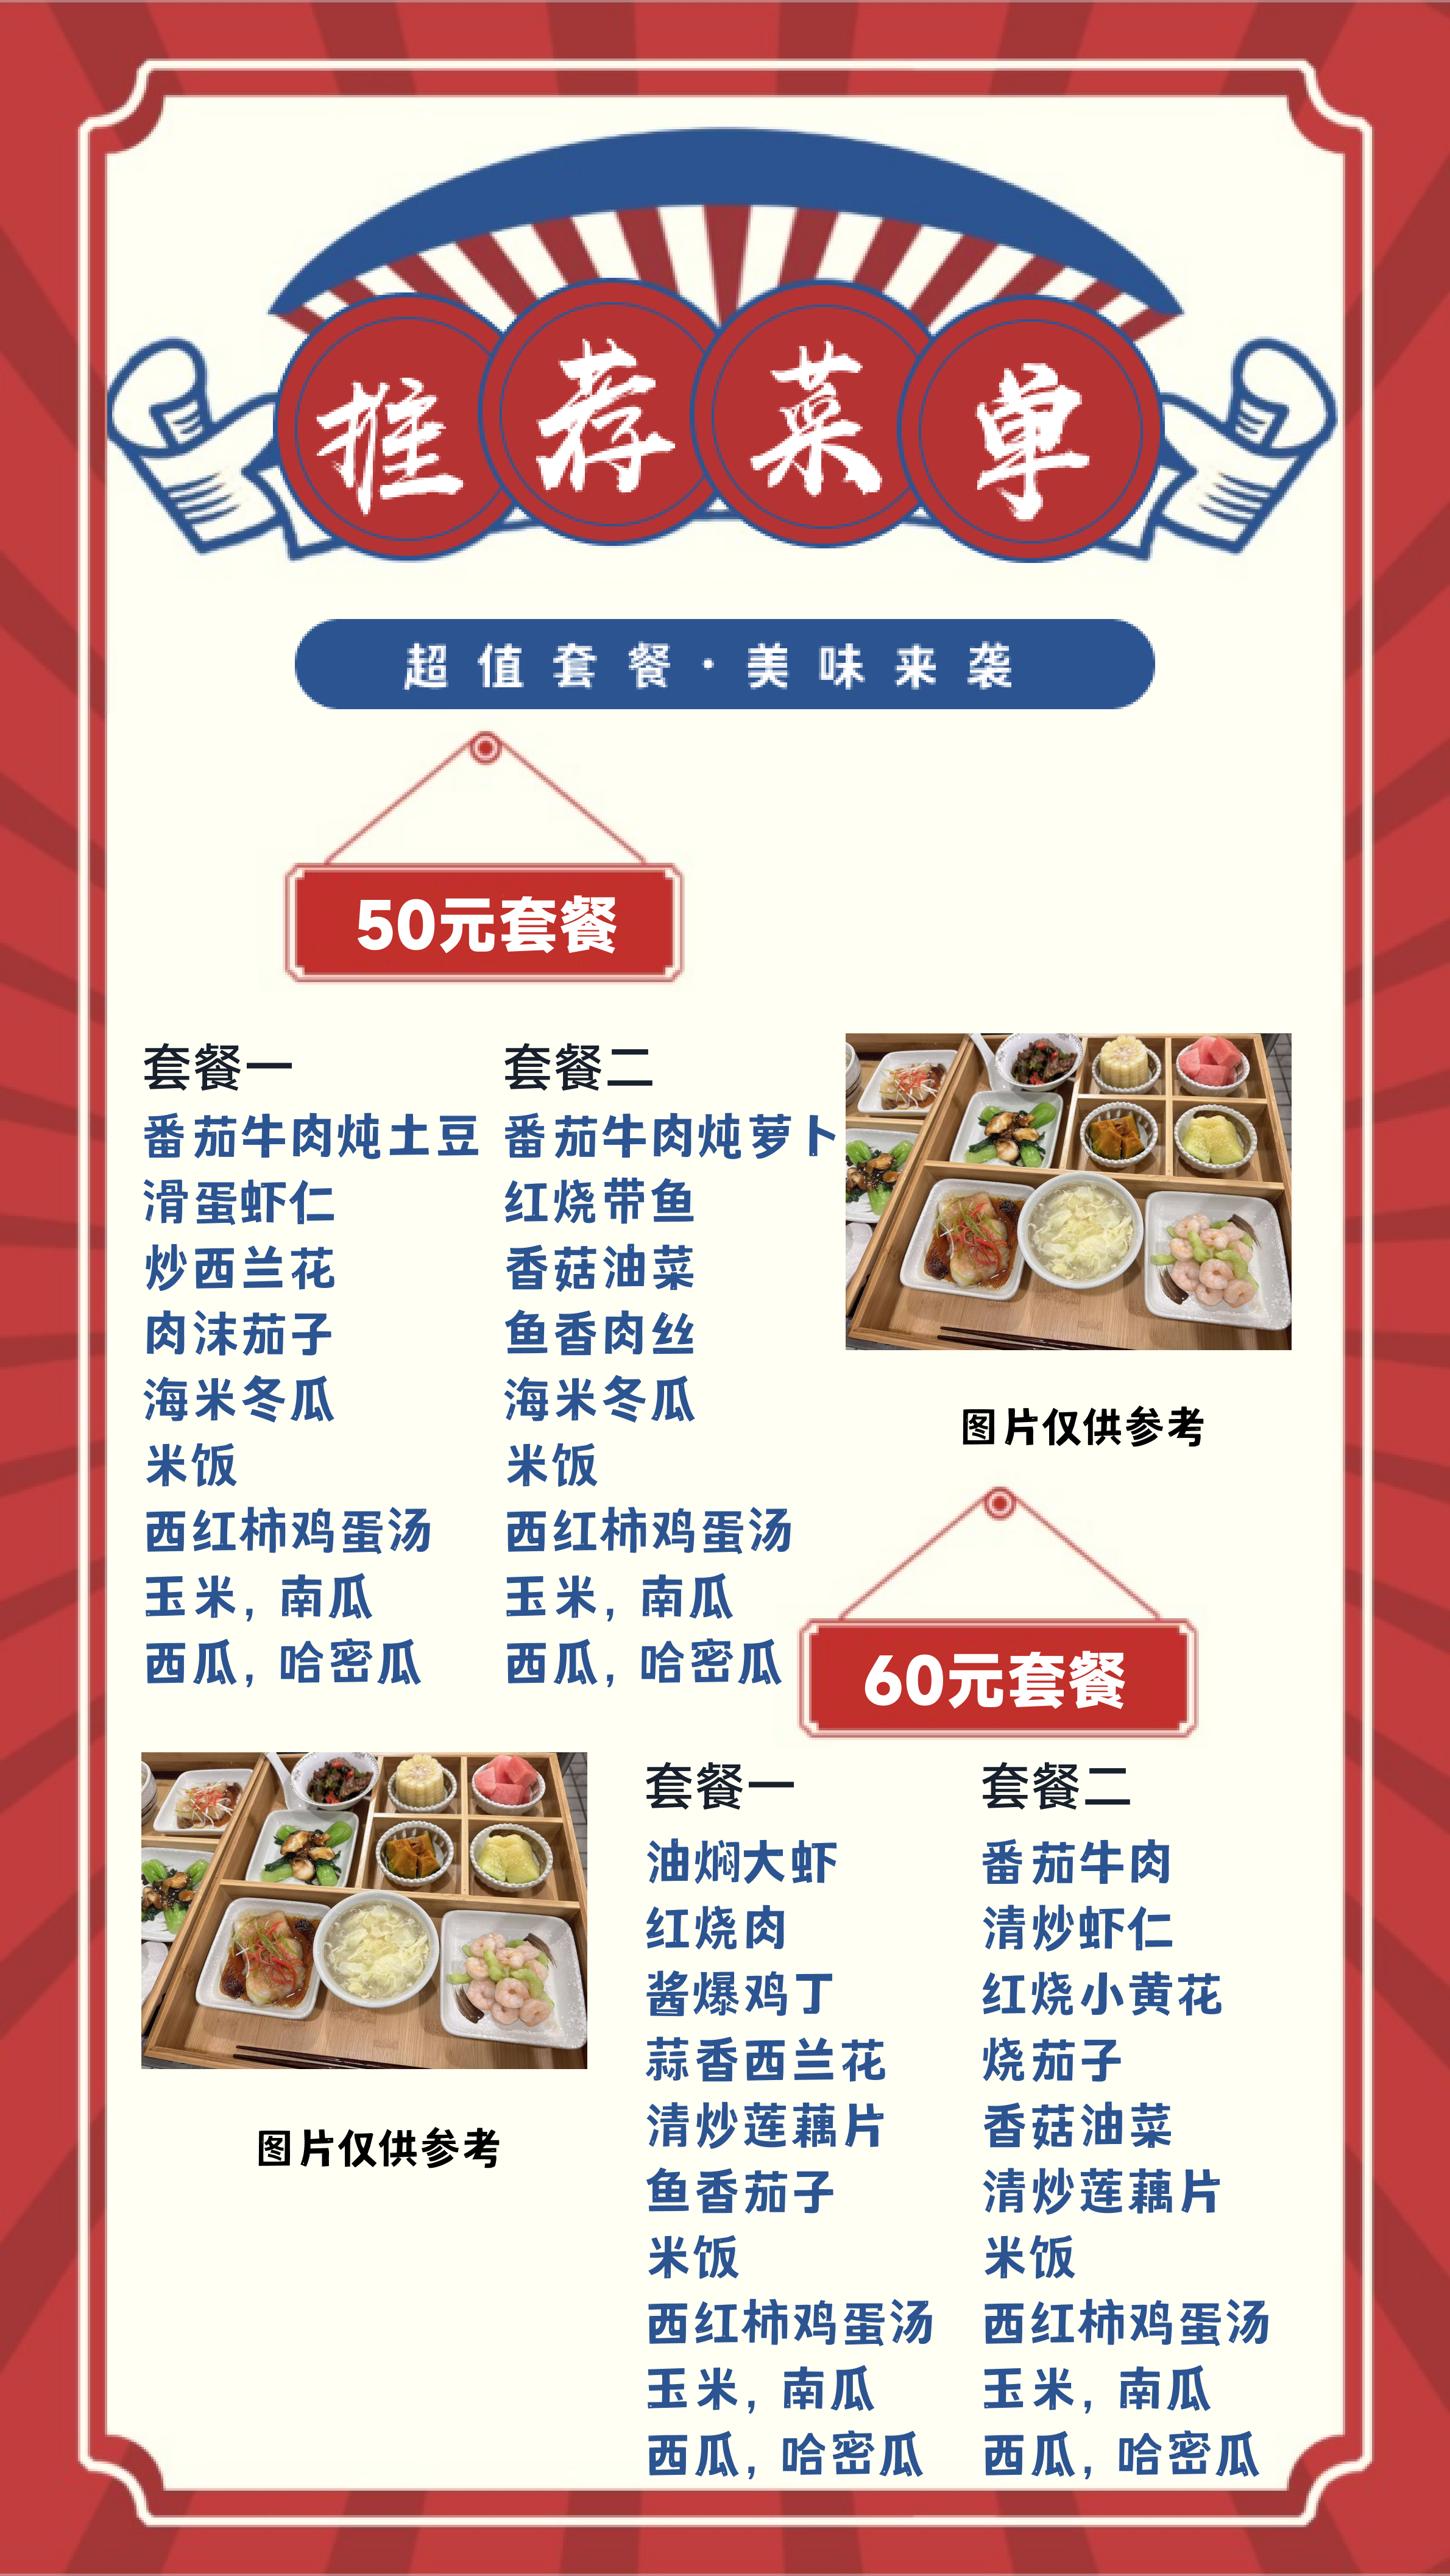 推荐菜单
超值套餐·美味来袭
50元套餐
套餐一
番茄牛肉炖土豆
滑蛋虾仁
炒西兰花
肉沫茄子
海米冬瓜
米饭
西红柿鸡蛋汤
玉米，南瓜
西瓜，哈密瓜
套餐二
番茄牛肉炖萝卜
红烧带鱼
香菇油菜
鱼香肉丝
海米冬瓜
米饭
西红柿鸡蛋汤
玉米，南瓜
西瓜，哈密瓜
图片仅供参考
60元套餐
图片仅供参考
套餐一
油焖大虾
红烧肉
酱爆鸡丁
蒜香西兰花
清炒莲藕片
鱼香茄子
米饭
西红柿鸡蛋汤
玉米，南瓜
西瓜，哈密瓜
套餐二
番茄牛肉
清炒虾仁
红烧小黄花
烧茄子
香菇油菜
清炒莲藕片
米饭
西红柿鸡蛋汤
玉米，南瓜
西瓜，哈密瓜